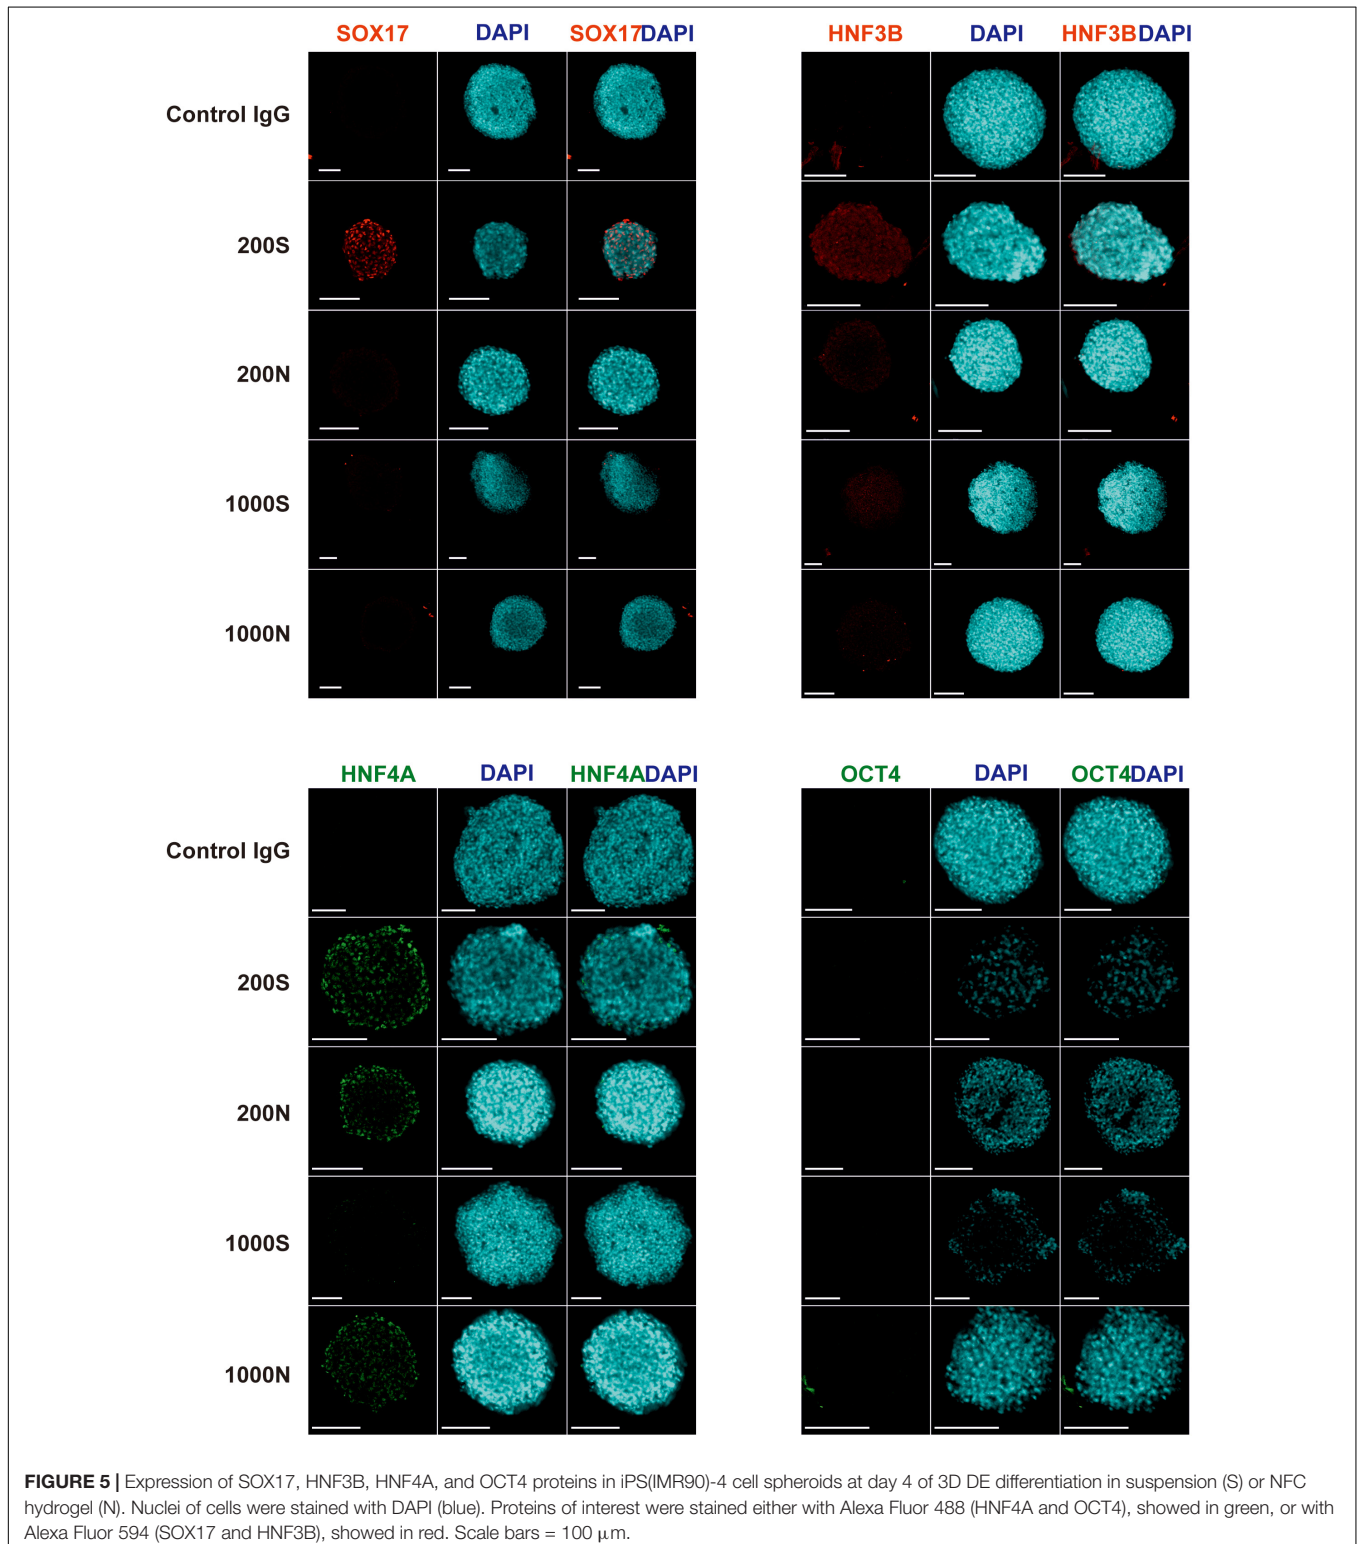 SOX17 DAPI SOX17DAPI
Control IgG
200S
200N
1000S
1000N
HNF3B DAPI HNF3BDAPI
HNF4A DAPI HNF4ADAPI
Control IgG
200S
200N
1000S
1000N
OCT4 DAPI OCT4DAPI
FIGURE 5 | Expression of SOX17, HNF3B, HNF4A, and OCT4 proteins in iPS(IMR90)-4 cell spheroids at day 4 of 3D DE differentiation in suspension (S) or NFC
hydrogel (N). Nuclei of cells were stained with DAPI (blue). Proteins of interest were stained either with Alexa Fluor 488 (HNF4A and OCT4), showed in green, or with
Alexa Fluor 594 (SOX17 and HNF3B), showed in red. Scale bars = 100 μm.